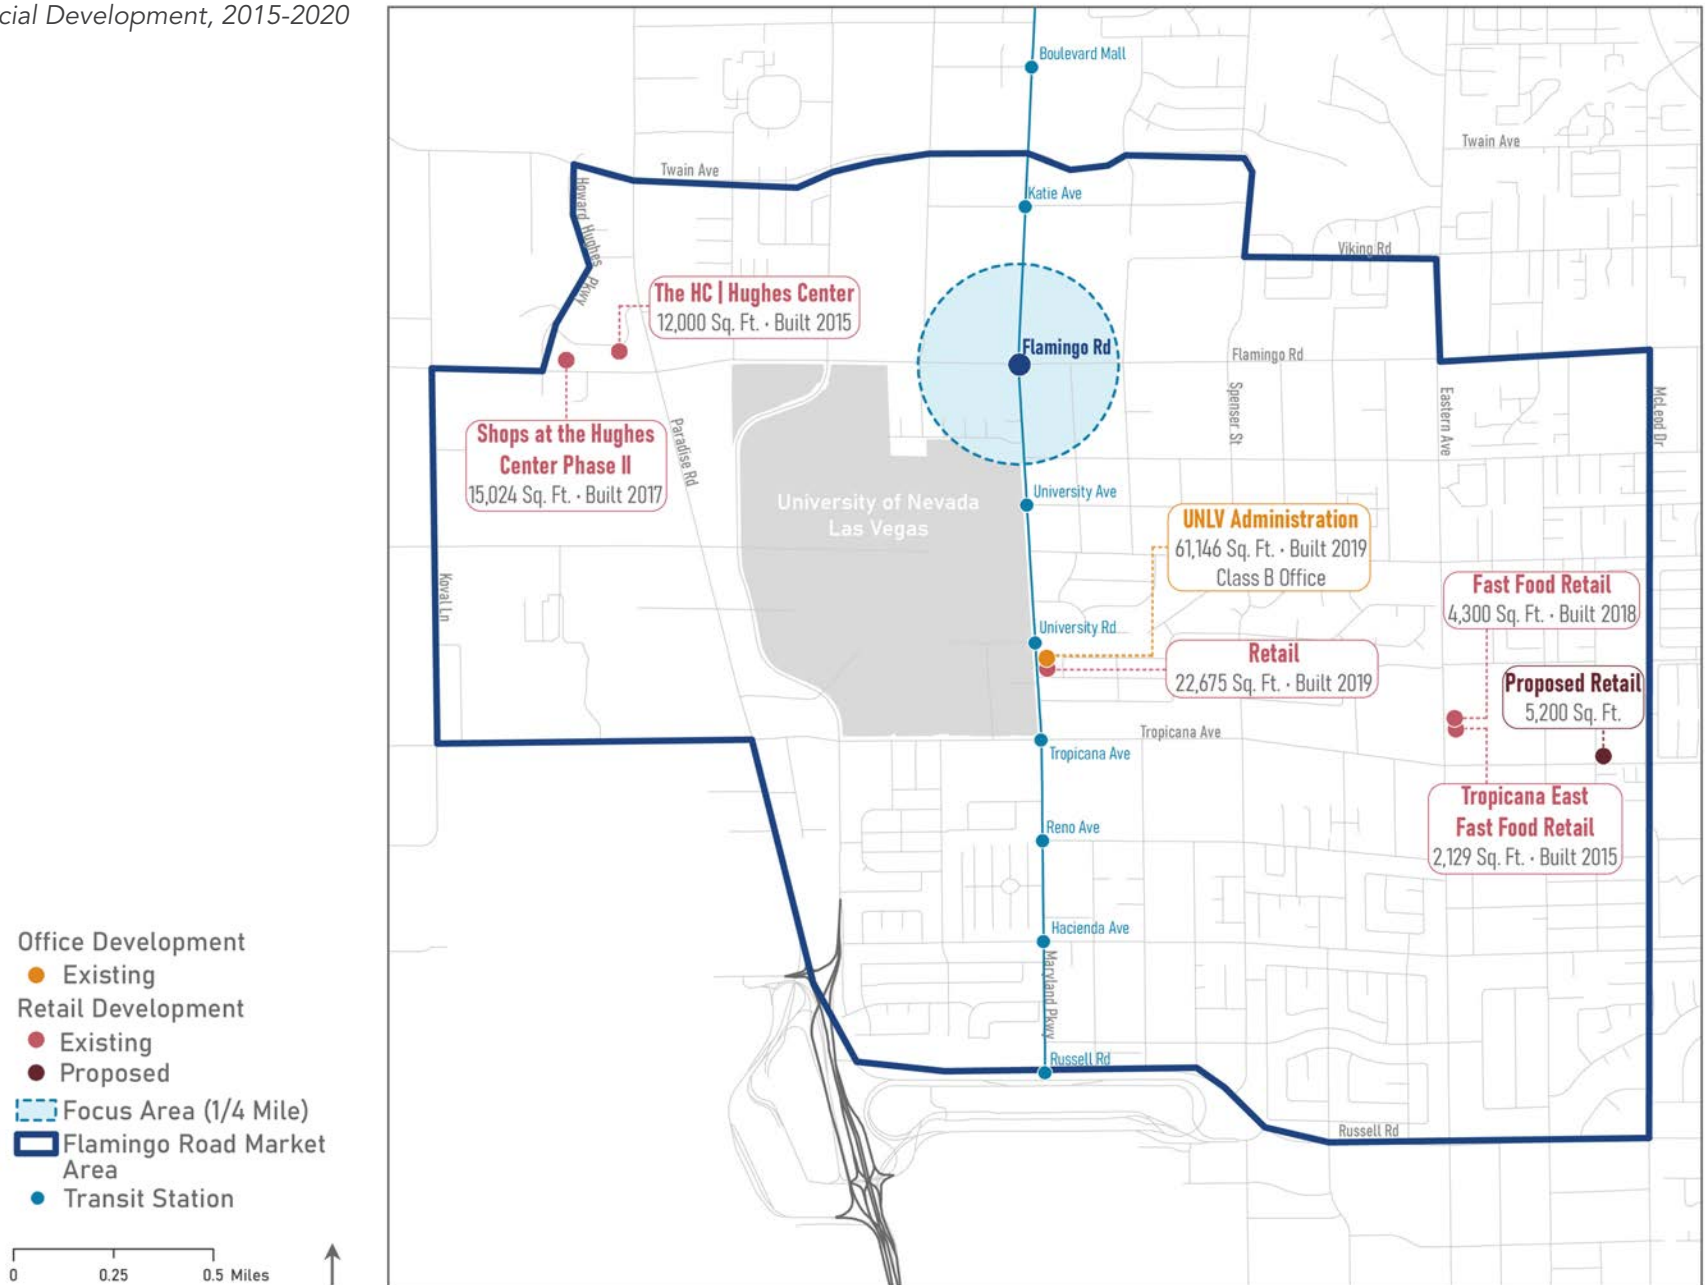 cial Development, 2015-2020
Boulevard Mall
Twain Ave
Twain Ave
Katie Ave
Howard Hughes Pkwy
Viking Rd
The HC | Hughes Center
12,000 Sq. Ft. · Built 2015
Flamingo Rd
Flamingo Rd
Spenser St
Eastern Ave
McLeod Dr
Paradise Rd
Shops at the Hughes
Center Phase II
15,024 Sq. Ft. · Built 2017
University of Nevada
Las Vegas
University Ave
UNLV Administration
61,146 Sq. Ft. · Built 2019
Class B Office
Koval Ln
Fast Food Retail
4,300 Sq. Ft. · Built 2018
University Rd
Retail
22,675 Sq. Ft. · Built 2019
Proposed Retail
5,200 Sq. Ft.
Tropicana Ave
Tropicana Ave
Tropicana East
Fast Food Retail
2,129 Sq. Ft. · Built 2015
Reno Ave
Hacienda Ave
Maryland Pkwy
Russell Rd
Russell Rd
Office Development
Existing
Retail Development
Existing
Proposed
Focus Area (1/4 Mile)
Flamingo Road Market
Area
Transit Station
0 0.25 0.5 Miles